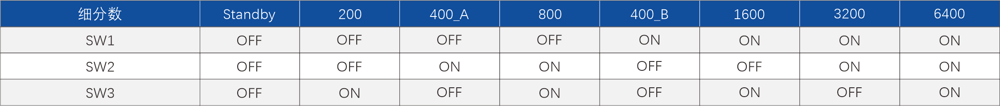 细分数 Standby 200 400_A 800 400_B 1600 3200 6400
SW1 OFF OFF OFF OFF ON ON ON ON
SW2 OFF OFF ON ON OFF OFF ON ON
SW3 OFF ON OFF ON OFF ON OFF ON